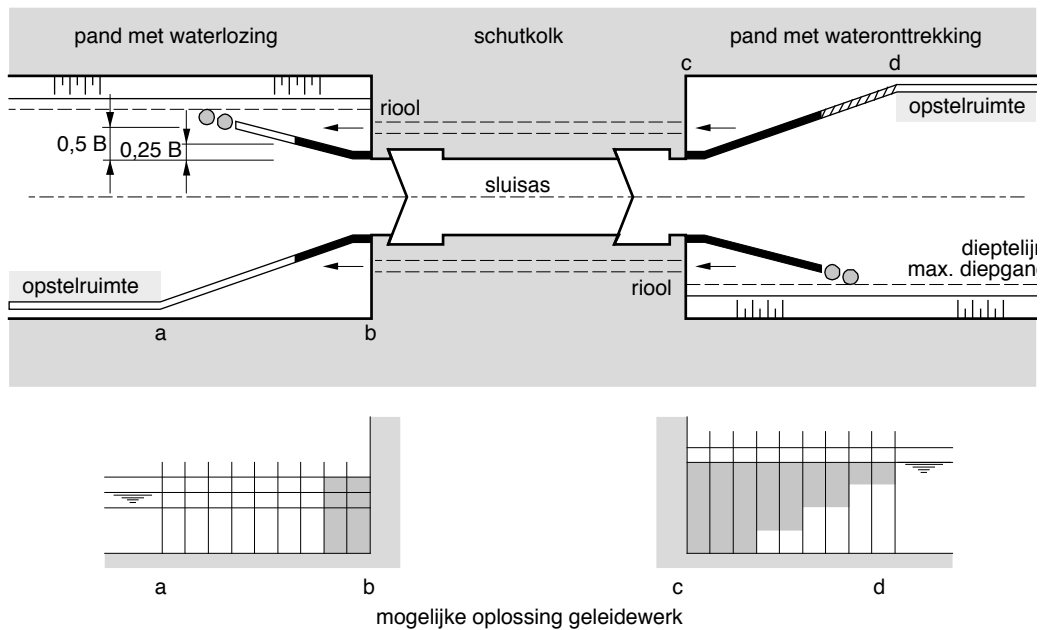 pand met waterlozing
schutkolk
pand met wateronttrekking
c
d
riool
opstelruimte
0,5 B
0,25 B
sluisas
dieptelijn
max. diepgang
opstelruimte
riool
a
b
a
b
c
d
mogelijke oplossing geleidewerk